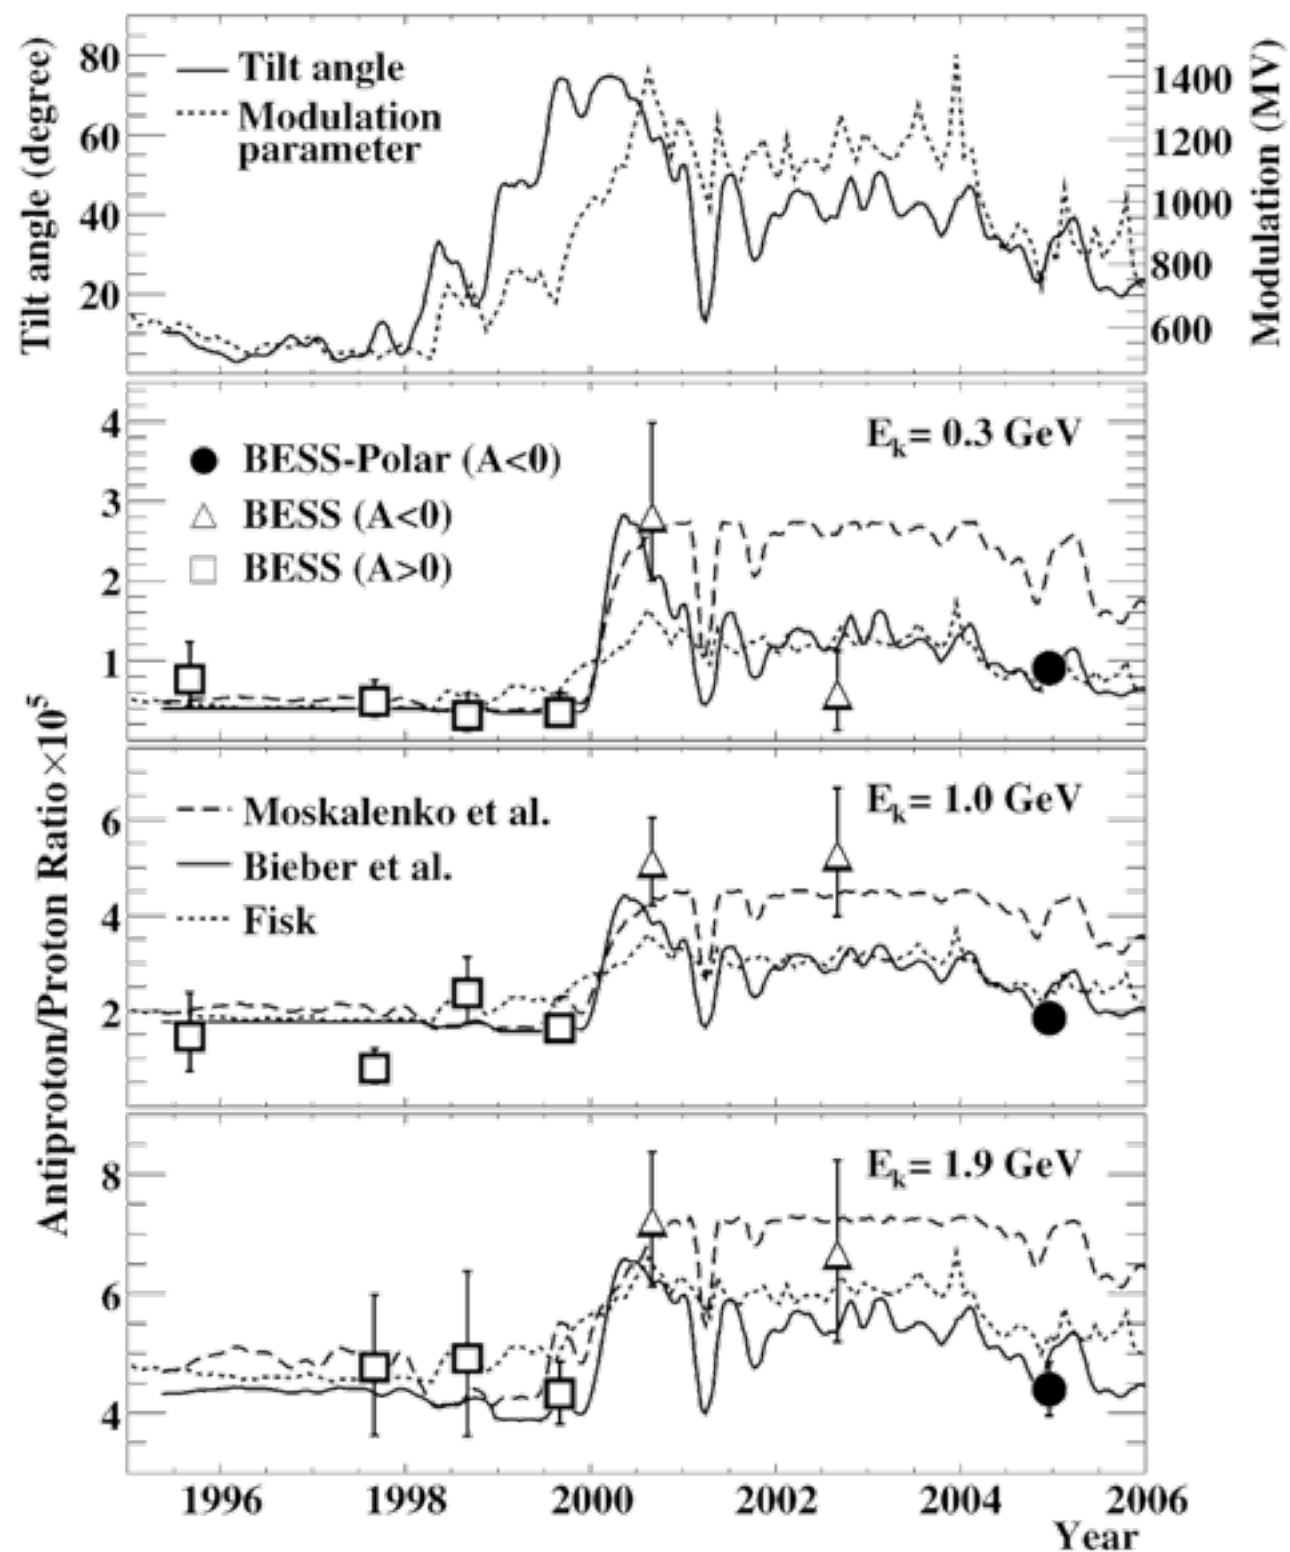 Tilt angle (degree)
80
60
40
20
Tilt angle
Modulation
parameter
1400
1200
1000
800
600
Modulation (MV)
Antiproton/Proton Ratio×10⁵
4
3
2
1
BESS-Polar (A<0)
BESS (A<0)
BESS (A>0)
Eₖ= 0.3 GeV
6
4
2
Moskalenko et al.
Bieber et al.
Fisk
Eₖ= 1.0 GeV
8
6
4
Eₖ= 1.9 GeV
1996 1998 2000 2002 2004 2006
Year